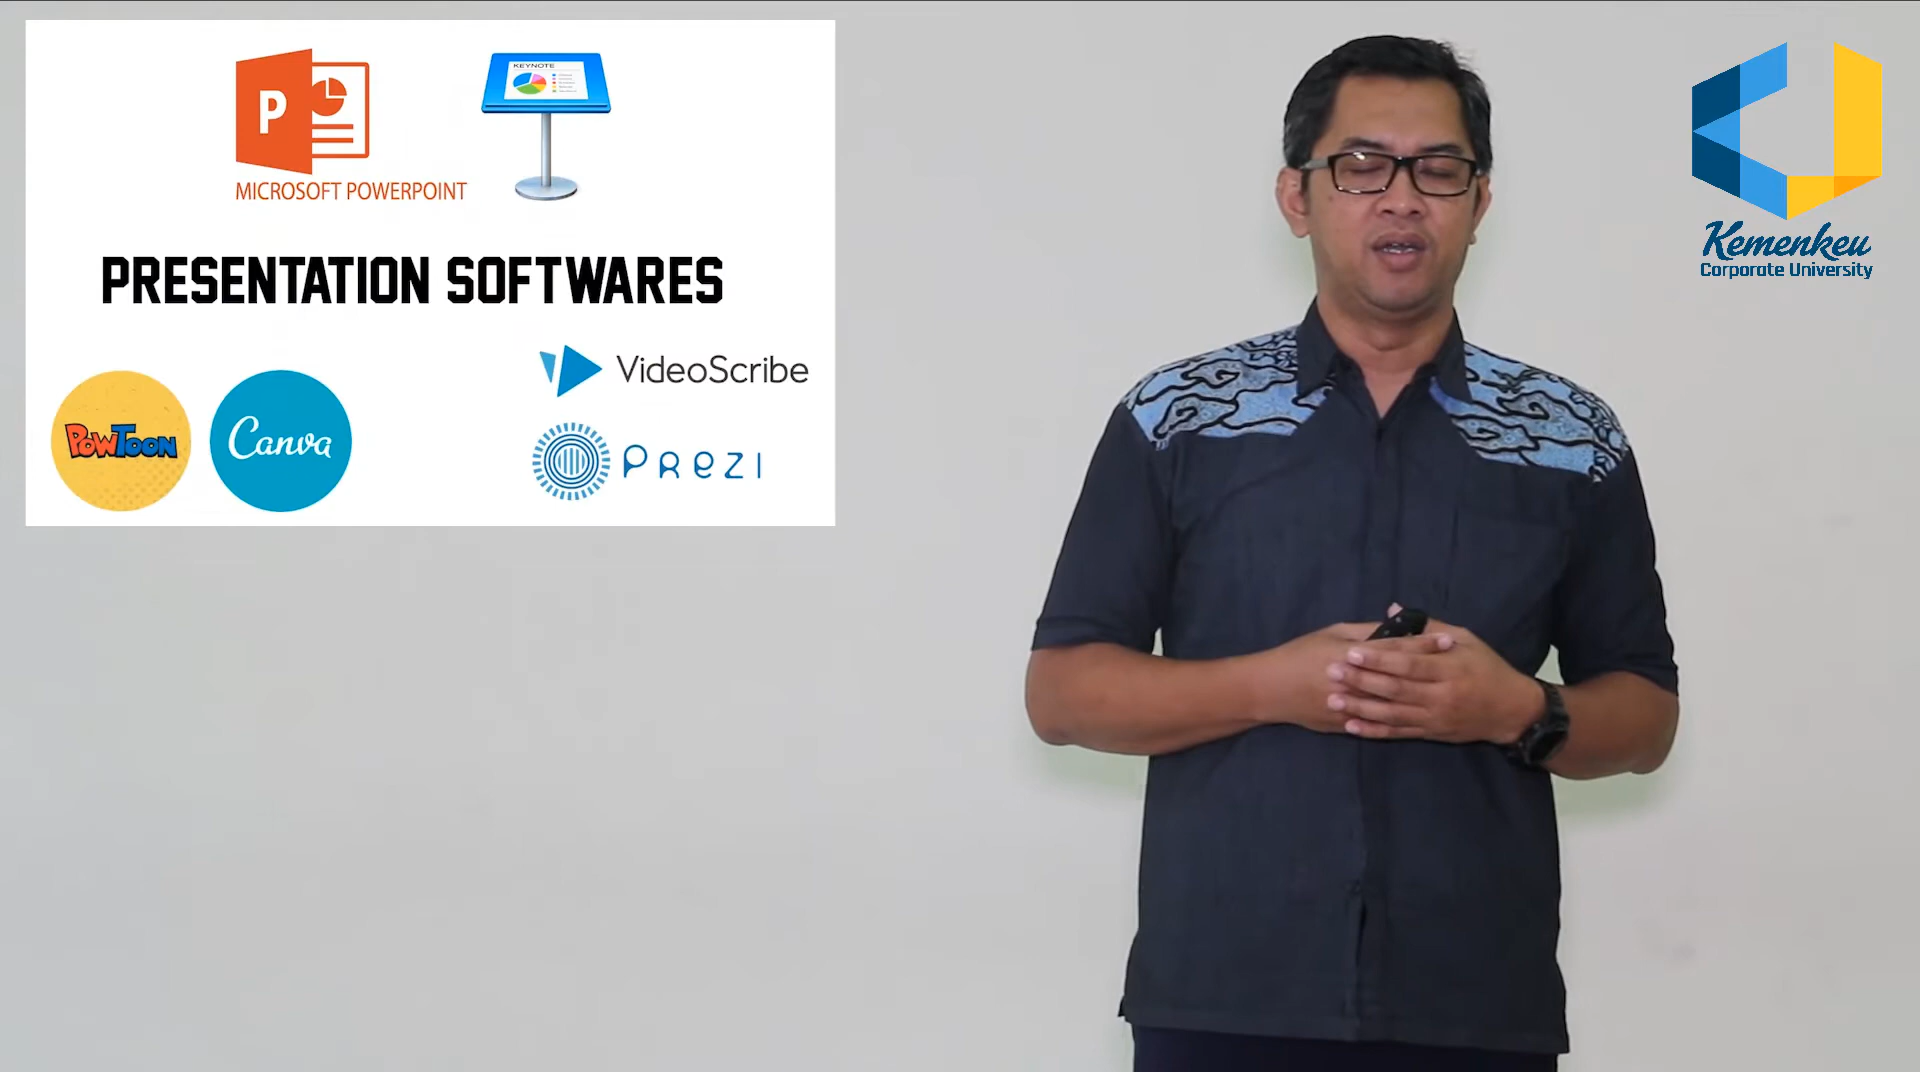 P
MICROSOFT POWERPOINT
KEYNOTE
PRESENTATION SOFTWARES
POWTOON
Canva
VideoScribe
PREZI
Kemenkeu
Corporate University